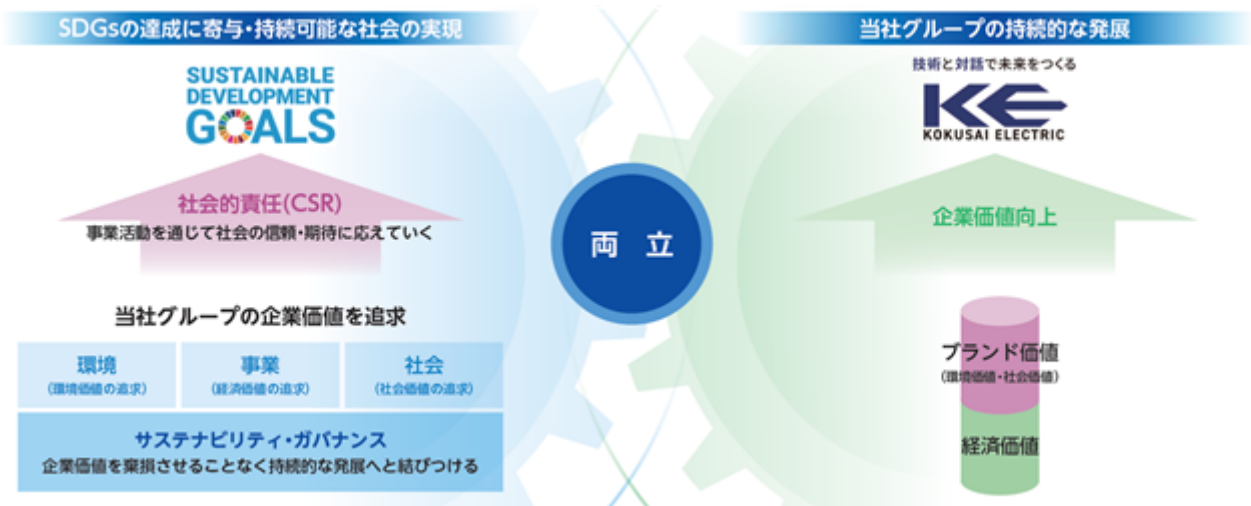 SDGsの達成に寄与・持続可能な社会の実現
SUSTAINABLE
DEVELOPMENT
GOALS
社会的責任(CSR)
事業活動を通じて社会の信頼・期待に応えていく
当社グループの企業価値を追求
環境
(環境価値の追求)
事業
(経済価値の追求)
社会
(社会価値の追求)
サステナビリティ・ガバナンス
企業価値を棄損させることなく持続的な発展へと結びつける
両 立
当社グループの持続的な発展
技術と対話で未来をつくる
KE
KOKUSAI ELECTRIC
企業価値向上
ブランド価値
(環境価値・社会価値)
経済価値